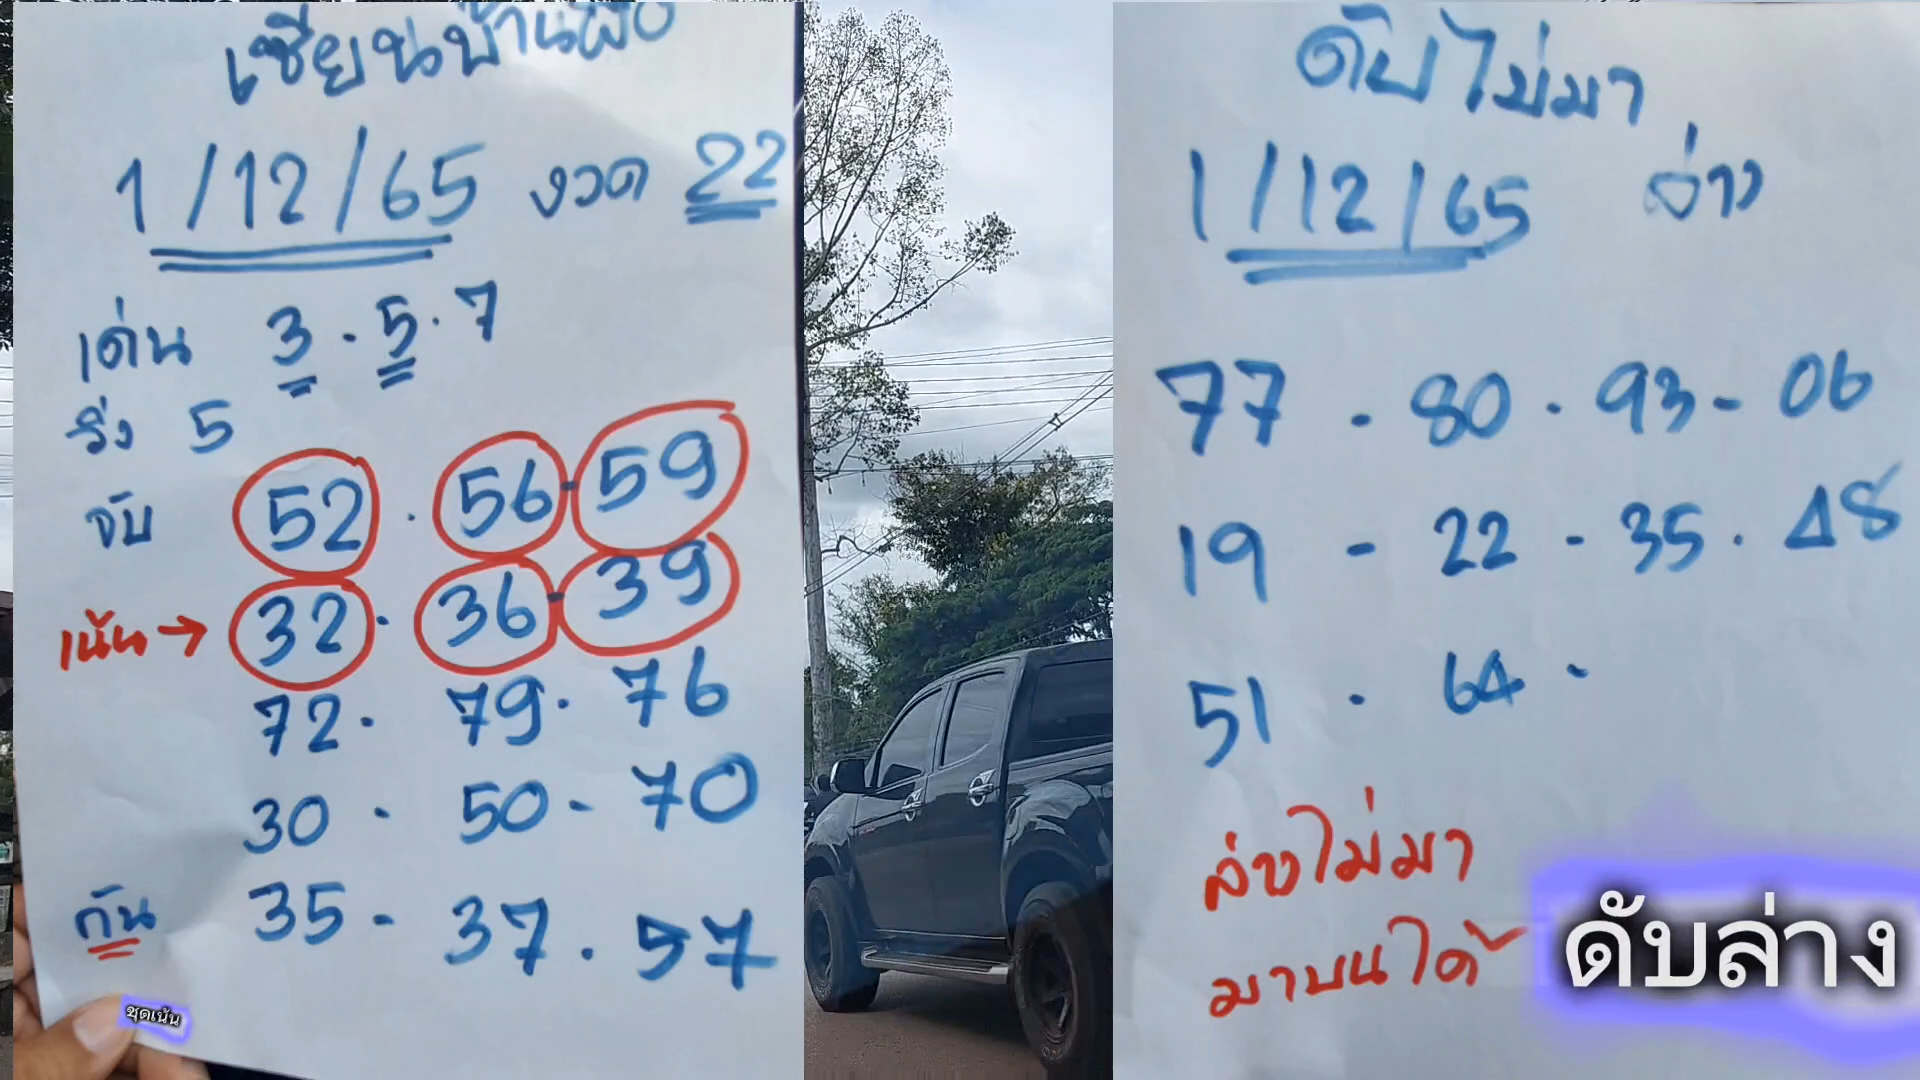 เซียนบ้านผือ
1/12/65 งวด 22
เด่น 3.5.7
วิ่ง 5
จับ 52.56.59
เน้น→ 32.36-39
72.79.76
30.50-70
กัน 35-37.57
ชุดเน้น
ดับไม่มา
1/12/65 ล่าง
77.80.93-06
19-22-35.48
51.64.
ล่างไม่มา
มาบนได้
ดับล่าง